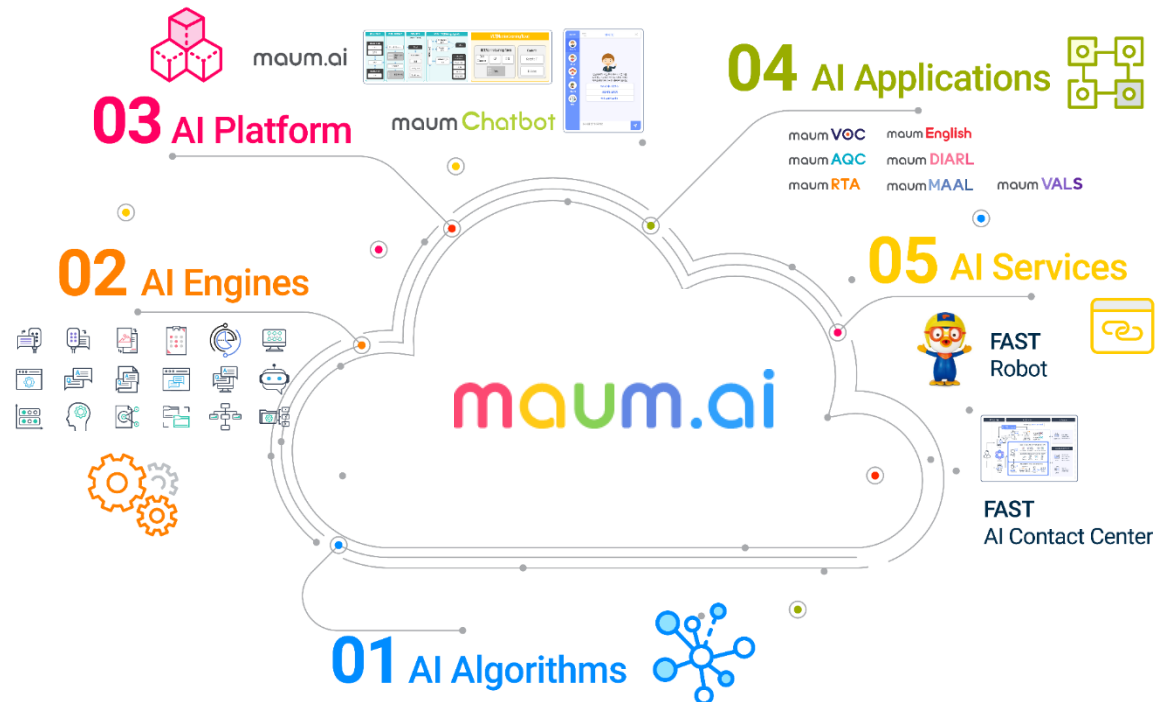 maum.ai
03 AI Platform
maum Chatbot
04 AI Applications
maum VOC
maum English
maum AQC
maum DIARL
maum RTA
maum MAAL
maum VALS
02 AI Engines
05 AI Services
FAST
Robot
maum.ai
FAST
AI Contact Center
01 AI Algorithms